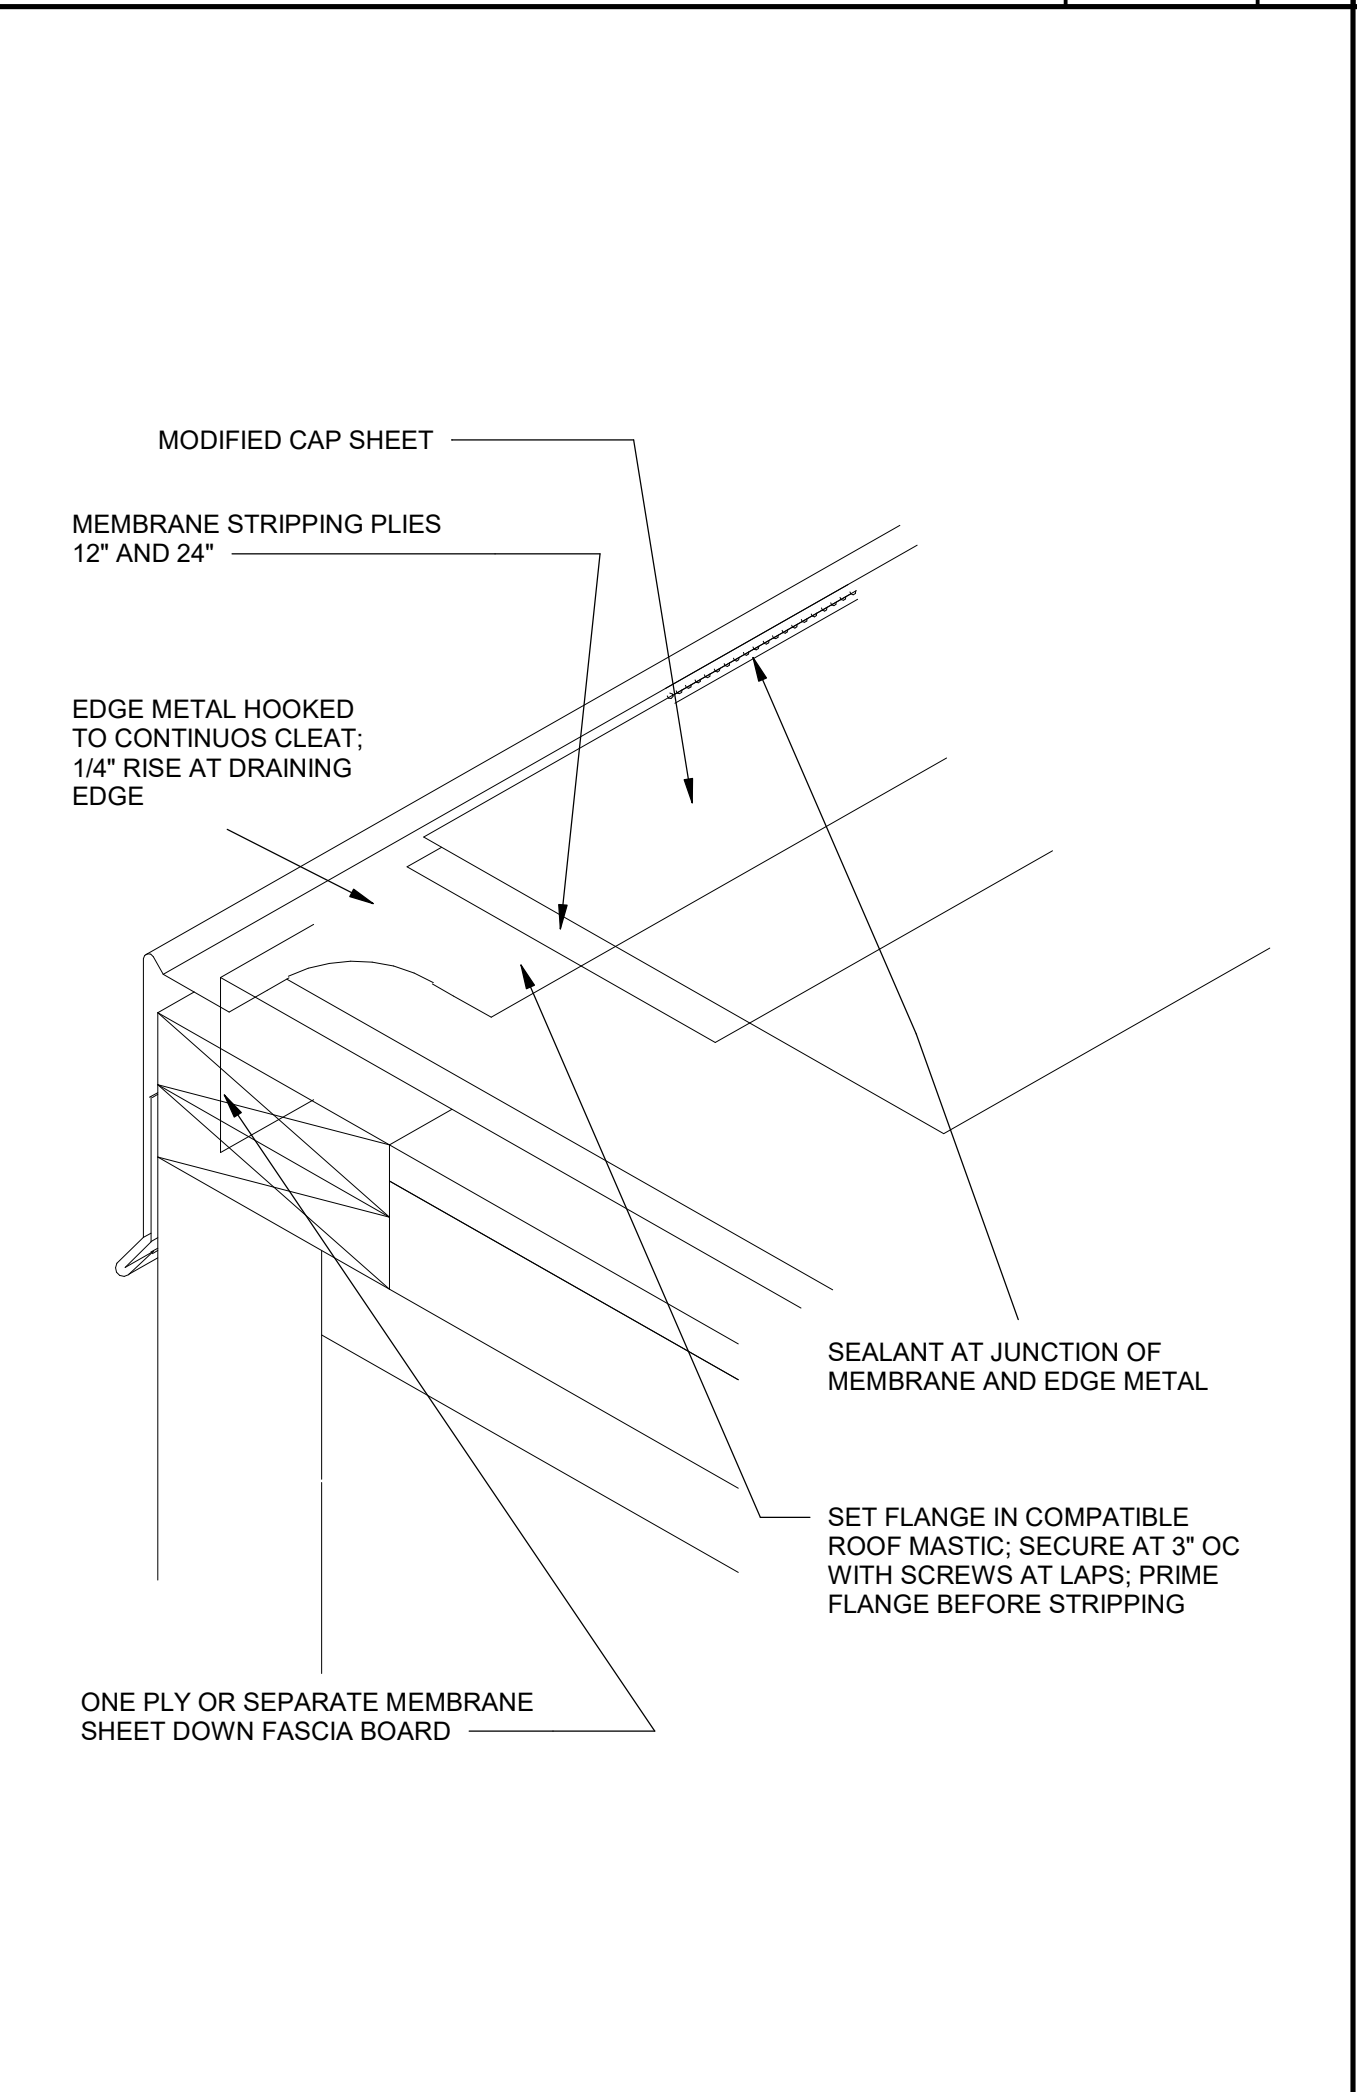 MODIFIED CAP SHEET
MEMBRANE STRIPPING PLIES
12" AND 24"
EDGE METAL HOOKED
TO CONTINUOS CLEAT;
1/4" RISE AT DRAINING
EDGE
SEALANT AT JUNCTION OF
MEMBRANE AND EDGE METAL
SET FLANGE IN COMPATIBLE
ROOF MASTIC; SECURE AT 3" OC
WITH SCREWS AT LAPS; PRIME
FLANGE BEFORE STRIPPING
ONE PLY OR SEPARATE MEMBRANE
SHEET DOWN FASCIA BOARD